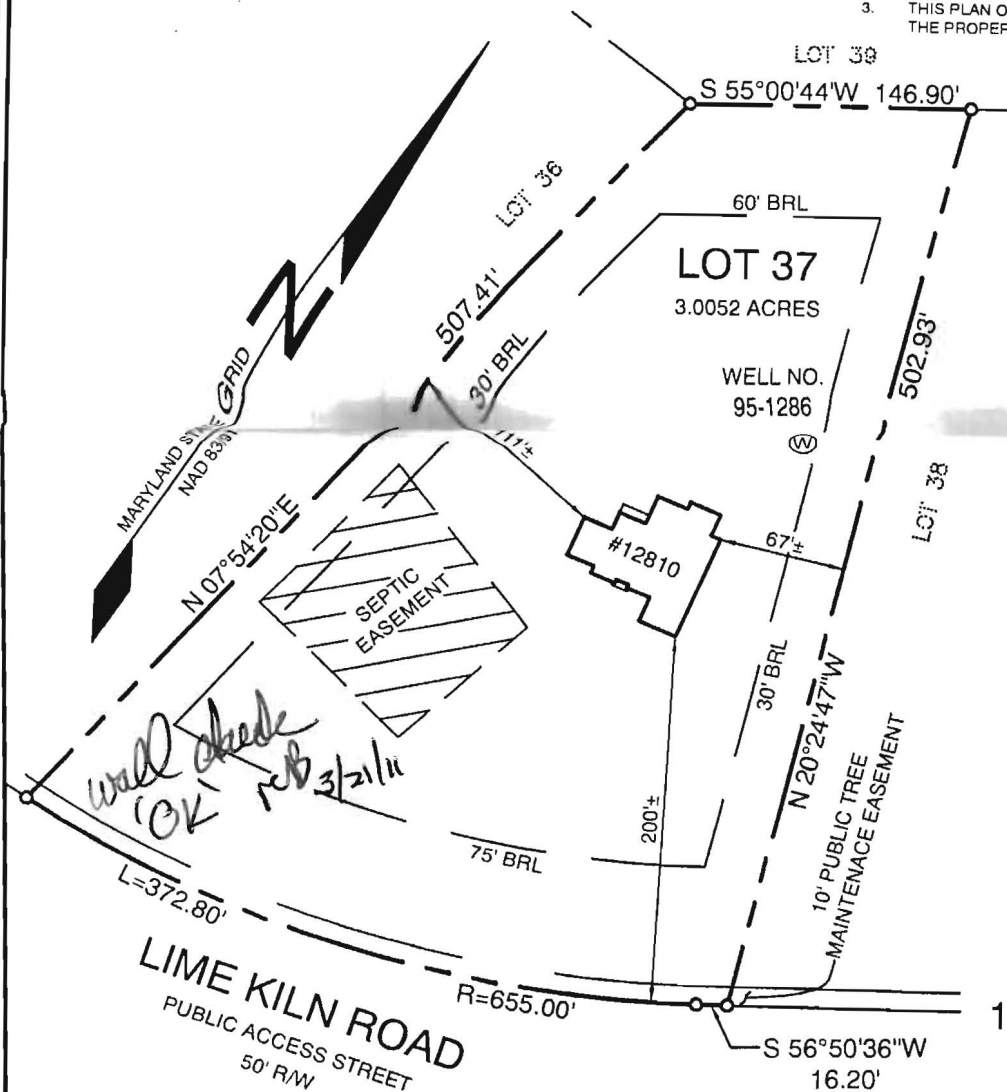 3. THIS PLAN O
THE PROPER
LOT 39
S 55°00'44"W 146.90'
LOT 36
60' BRL
LOT 37
3.0052 ACRES
507.41'
30' BRL
502.93'
WELL NO.
95-1286
W
GRID
MARYLAND STATE
NAD 83/91
N
111'±
LOT 38
67'±
#12810
N 07°54'20"E
SEPTIC
EASEMENT
30' BRL
N 20°24'47"W
wall
OK 3/21/11
200'±
75' BRL
10' PUBLIC TREE
MAINTENACE EASEMENT
L=372.80'
LIME KILN ROAD
R=655.00'
PUBLIC ACCESS STREET
50' R/W
1
S 56°50'36"W
16.20'